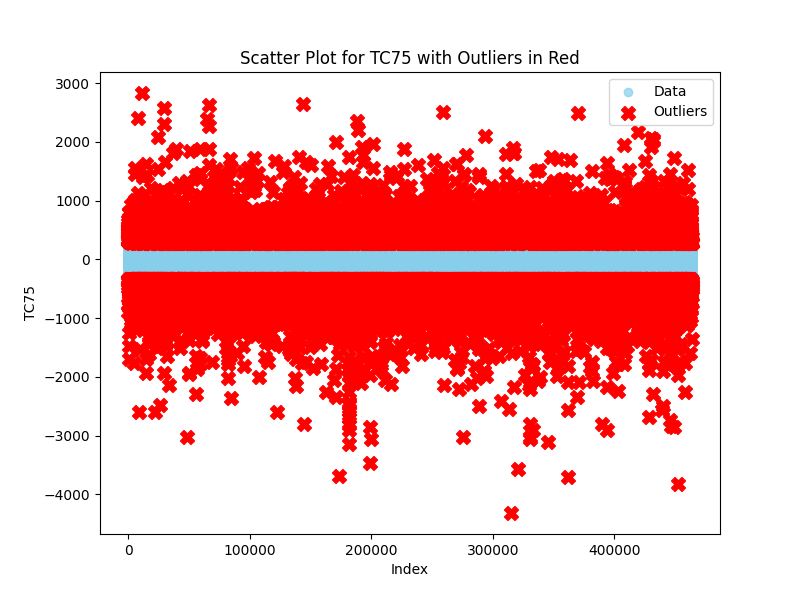 Scatter Plot for TC75 with Outliers in Red
Data
Outliers
3000
2000
1000
0
−1000
−2000
−3000
−4000
TC75
0
100000
200000
300000
400000
Index